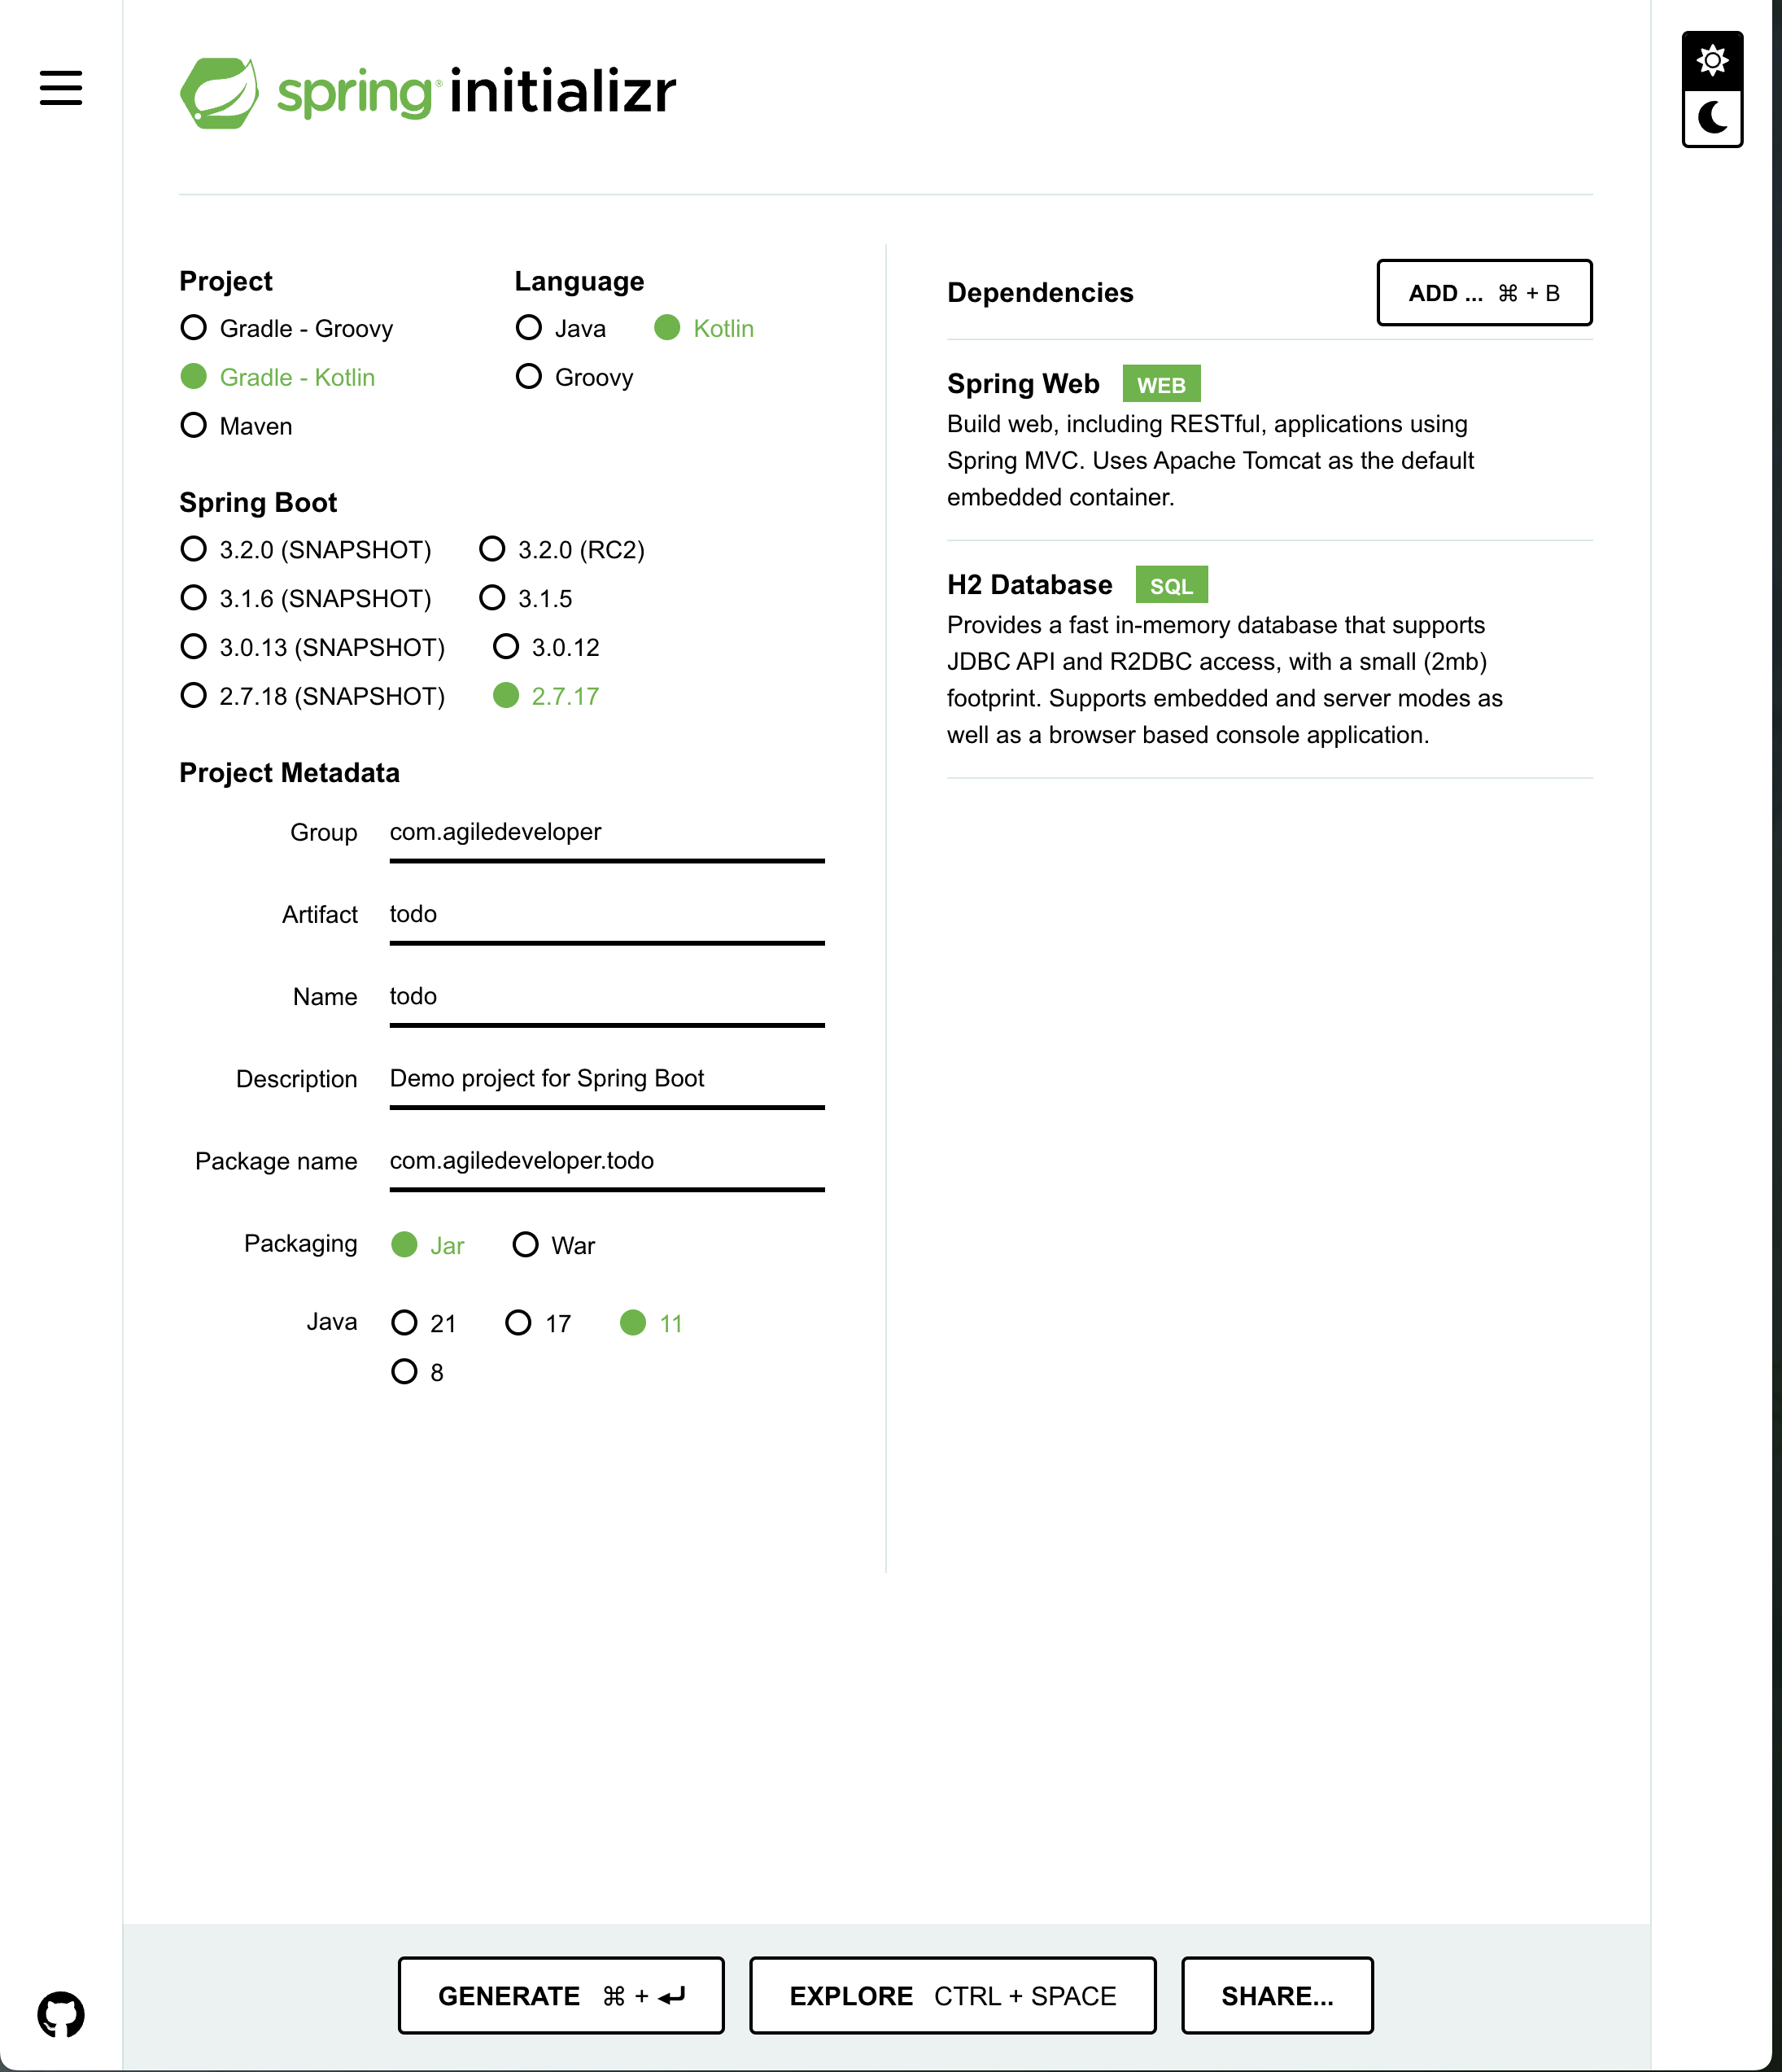 spring® initializr
Project
Gradle - Groovy
Gradle - Kotlin
Maven
Language
Java Kotlin
Groovy
Spring Boot
3.2.0 (SNAPSHOT) 3.2.0 (RC2)
3.1.6 (SNAPSHOT) 3.1.5
3.0.13 (SNAPSHOT) 3.0.12
2.7.18 (SNAPSHOT) 2.7.17
Project Metadata
Group com.agiledeveloper
Artifact todo
Name todo
Description Demo project for Spring Boot
Package name com.agiledeveloper.todo
Packaging Jar War
Java 21 17 11
8
Dependencies ADD ... ⌘ + B
Spring Web WEB
Build web, including RESTful, applications using
Spring MVC. Uses Apache Tomcat as the default
embedded container.
H2 Database SQL
Provides a fast in-memory database that supports
JDBC API and R2DBC access, with a small (2mb)
footprint. Supports embedded and server modes as
well as a browser based console application.
GENERATE ⌘ + ⏎ EXPLORE CTRL + SPACE SHARE...